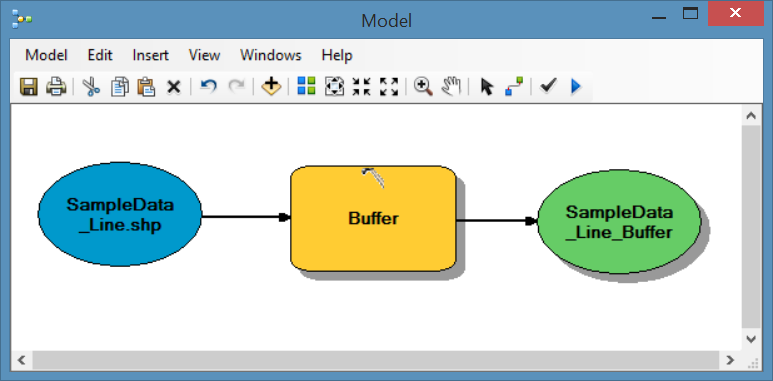 Model
Model Edit Insert View Windows Help
SampleData
_Line.shp
Buffer
SampleData
_Line_Buffer